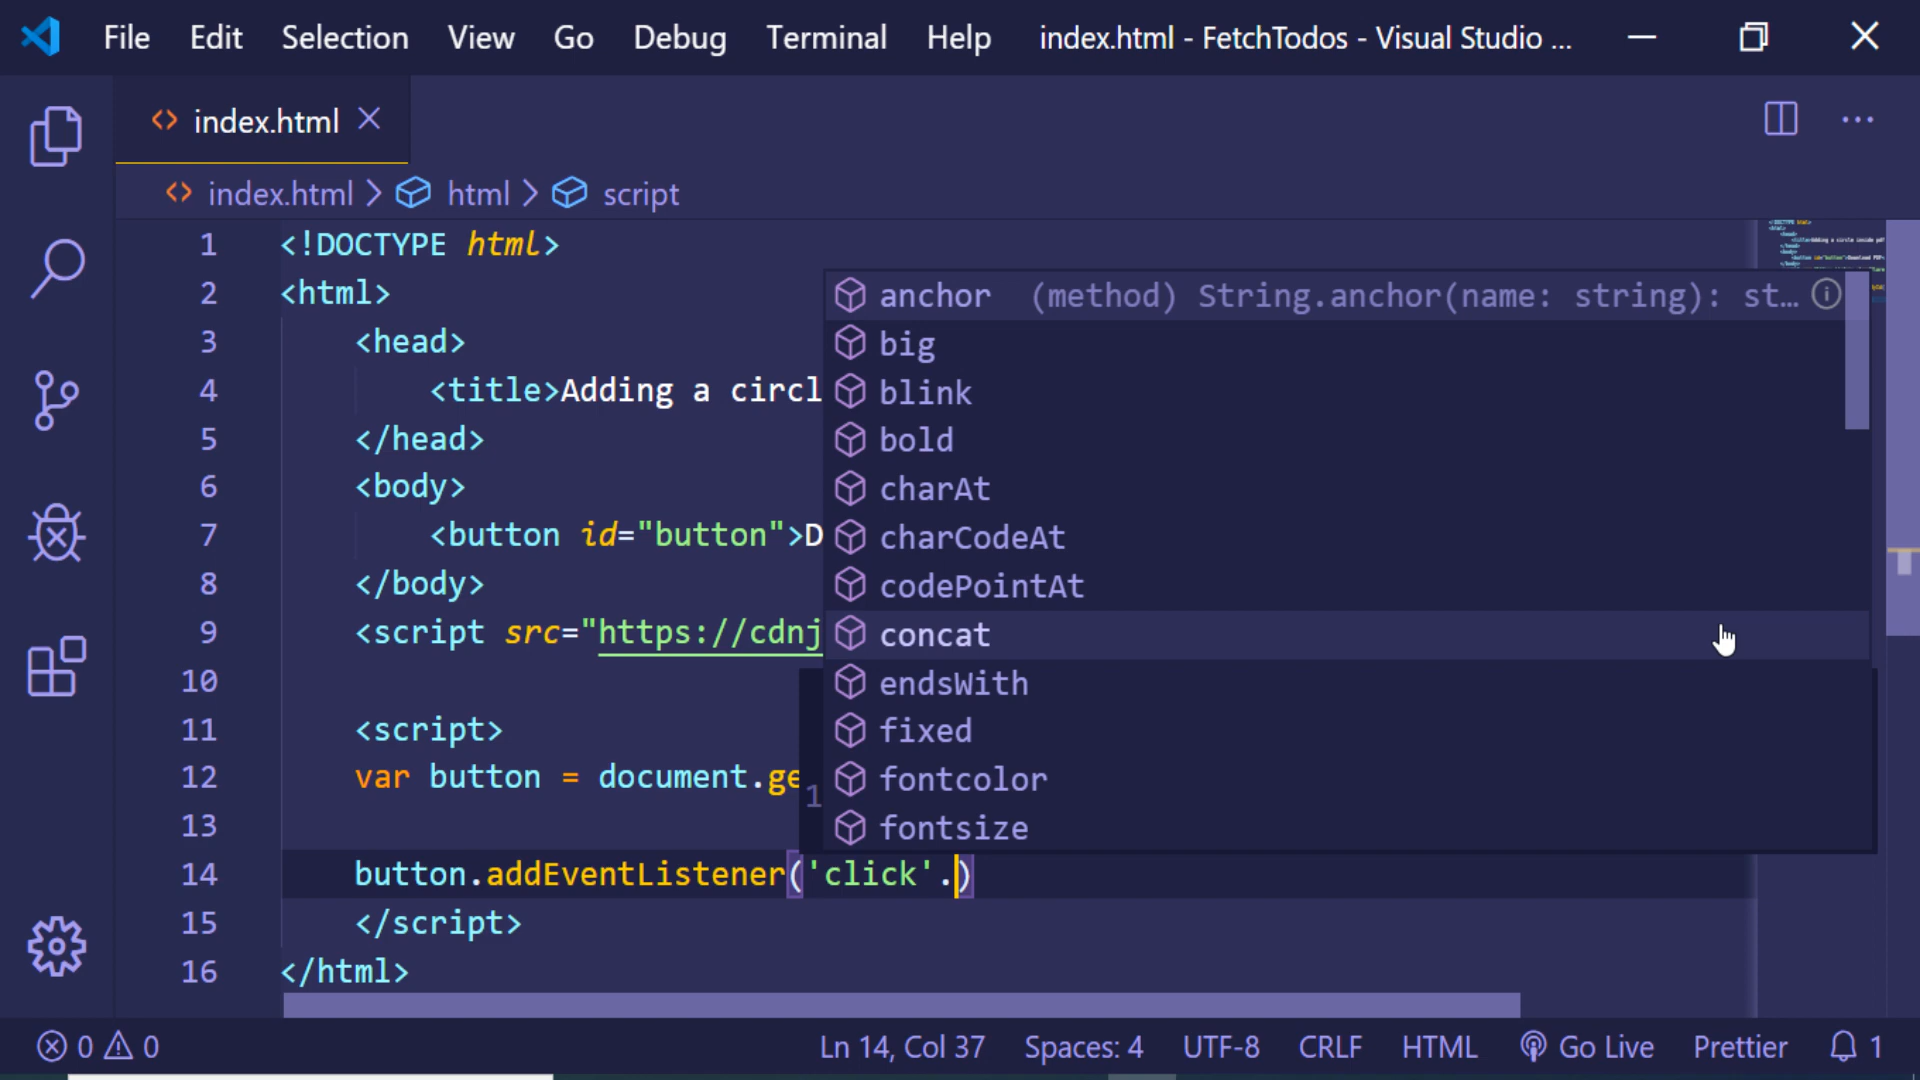 File Edit Selection View Go Debug Terminal Help index.html - FetchTodos - Visual Studio ...
index.html
index.html > html > script
1 <!DOCTYPE html>
2 <html>
3 <head>
4 <title>Adding a circl
5 </head>
6 <body>
7 <button id="button">D
8 </body>
9 <script src="https://cdnj
10
11 <script>
12 var button = document.ge
13
14 button.addEventListener('click'.)
15 </script>
16 </html>
anchor (method) String.anchor(name: string): st...
big
blink
bold
charAt
charCodeAt
codePointAt
concat
endsWith
fixed
fontcolor
fontsize
1
0 0 Ln 14, Col 37 Spaces: 4 UTF-8 CRLF HTML Go Live Prettier 1